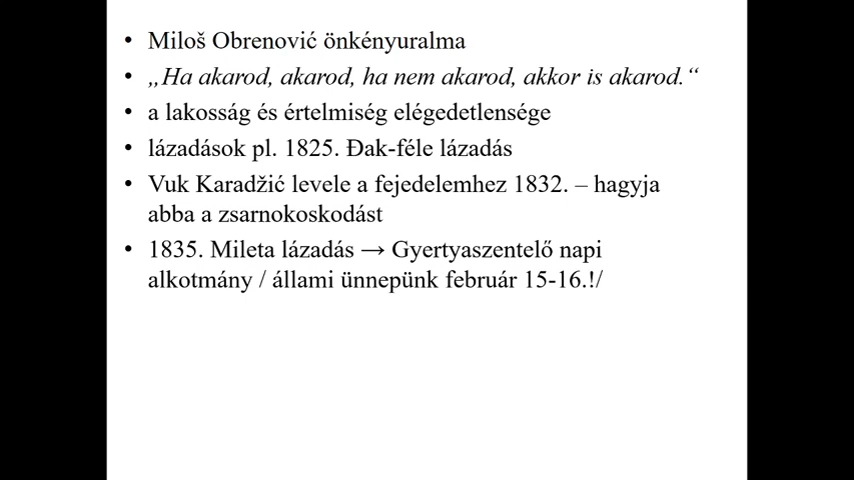 • Miloš Obrenović önkényuralma
• „Ha akarod, akarod, ha nem akarod, akkor is akarod.“
• a lakosság és értelmiség elégedetlensége
• lázadások pl. 1825. Đak-féle lázadás
• Vuk Karadžić levele a fejedelemhez 1832. – hagyja
abba a zsarnokoskodást
• 1835. Mileta lázadás → Gyertyaszentelő napi
alkotmány / állami ünnepünk február 15-16.!/